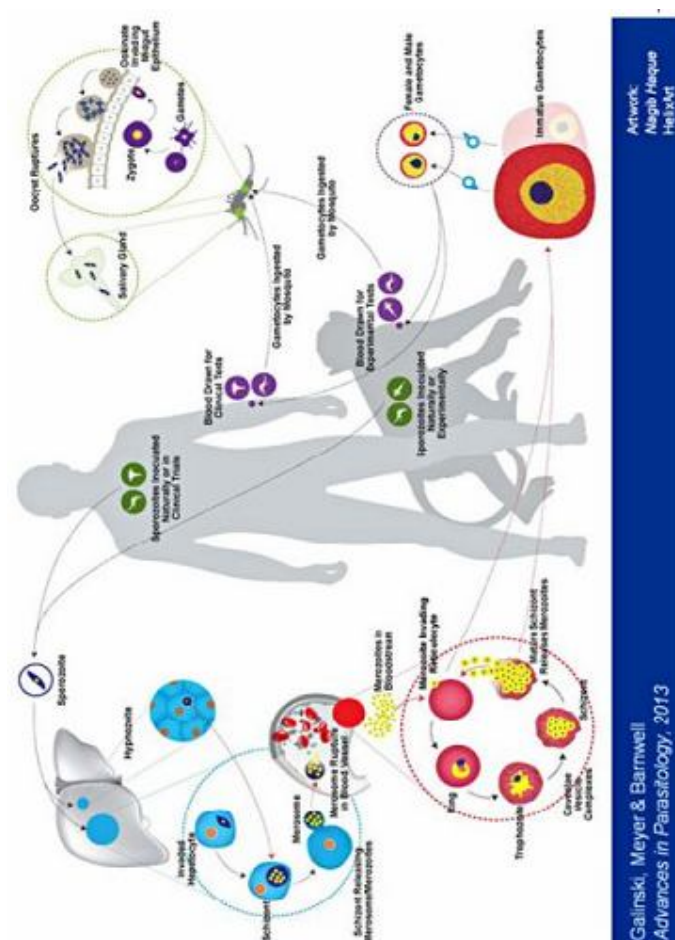 Oocyst Ruptures
Ookinete
Invading Midgut
Epithelium
Zygote
Gametes
Salivary Gland
Gametocytes Ingested
by Mosquito
Gametocytes Ingested
by Mosquito
Female and Male
Gametocytes
Immature Gametocytes
Blood Drawn for
Clinical Tests
Blood Drawn for
Experimental Tests
Sporozoites Inoculated
Naturally or in
Clinical Trials
Sporozoites Inoculated
Naturally or
Experimentally
Sporozoite
Hypnozoite
Invaded
Hepatocyte
Schizont
Merosome
Schizont Releasing
Merosome/Merozoites
Merosome Rupture
in Blood Vessel
Merozoites in
Bloodstream
Merozoite Invading
Reticulocyte
Ring
Trophozoite
Caveolae
Vesicle
Complexes
Schizont
Mature Schizont
Releases Merozoites
Galinski, Meyer & Barnwell
Advances in Parasitology, 2013
Artwork:
Nagib Haque
HelixArt